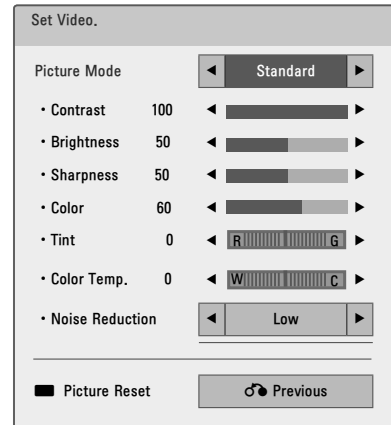 Set Video.
Picture Mode ◄ Standard ►
• Contrast 100 ◄ ►
• Brightness 50 ◄ ►
• Sharpness 50 ◄ ►
• Color 60 ◄ ►
• Tint 0 ◄ R G ►
• Color Temp. 0 ◄ W C ►
• Noise Reduction ◄ Low ►
Picture Reset Previous